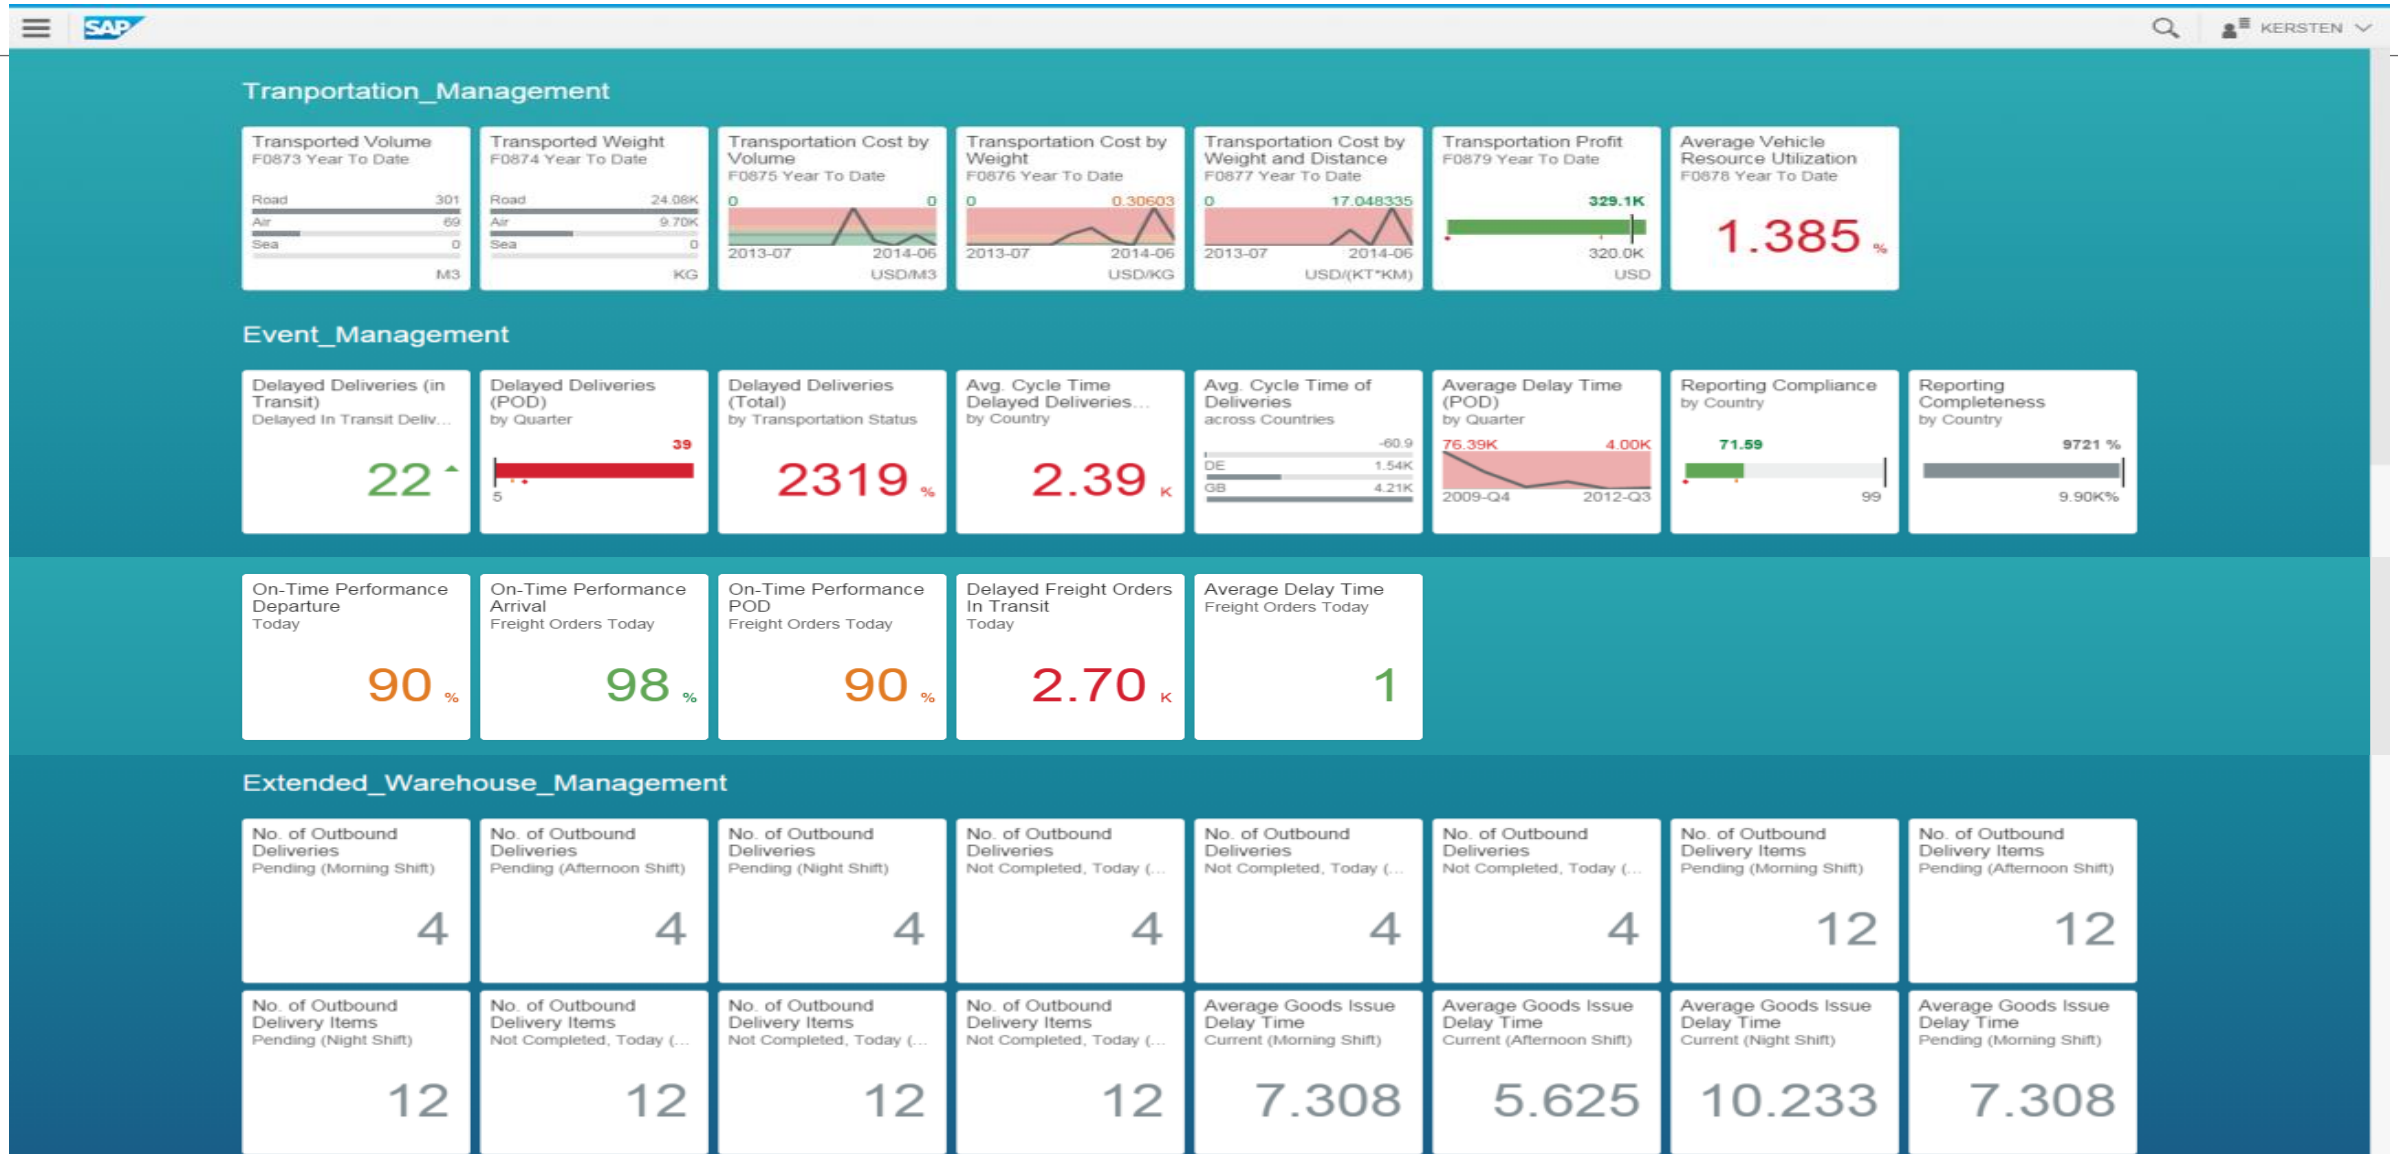 SAP
KERSTEN
Tranportation_Management
Transported Volume
F0873 Year To Date
Road 301
Air 69
Sea 0
M3
Transported Weight
F0874 Year To Date
Road 24.08K
Air 9.70K
Sea 0
KG
Transportation Cost by
Volume
F0875 Year To Date
0 0
2013-07 2014-06
USD/M3
Transportation Cost by
Weight
F0876 Year To Date
0 0.30603
2013-07 2014-06
USD/KG
Transportation Cost by
Weight and Distance
F0877 Year To Date
0 17.048335
2013-07 2014-06
USD/(KT*KM)
Transportation Profit
F0879 Year To Date
329.1K
320.0K
USD
Average Vehicle
Resource Utilization
F0878 Year To Date
1.385 %
Event_Management
Delayed Deliveries (in
Transit)
Delayed In Transit Deliv...
22
Delayed Deliveries
(POD)
by Quarter
39
5
Delayed Deliveries
(Total)
by Transportation Status
2319 %
Avg. Cycle Time
Delayed Deliveries...
by Country
2.39 K
Avg. Cycle Time of
Deliveries
across Countries
-60.9
DE 1.54K
GB 4.21K
Average Delay Time
(POD)
by Quarter
76.39K 4.00K
2009-Q4 2012-Q3
Reporting Compliance
by Country
71.59
99
Reporting
Completeness
by Country
9721 %
9.90K%
On-Time Performance
Departure
Today
90 %
On-Time Performance
Arrival
Freight Orders Today
98 %
On-Time Performance
POD
Freight Orders Today
90 %
Delayed Freight Orders
In Transit
Today
2.70 K
Average Delay Time
Freight Orders Today
1
Extended_Warehouse_Management
No. of Outbound
Deliveries
Pending (Morning Shift)
4
No. of Outbound
Deliveries
Pending (Afternoon Shift)
4
No. of Outbound
Deliveries
Pending (Night Shift)
4
No. of Outbound
Deliveries
Not Completed, Today (...
4
No. of Outbound
Deliveries
Not Completed, Today (...
4
No. of Outbound
Deliveries
Not Completed, Today (...
4
No. of Outbound
Delivery Items
Pending (Morning Shift)
12
No. of Outbound
Delivery Items
Pending (Afternoon Shift)
12
No. of Outbound
Delivery Items
Pending (Night Shift)
12
No. of Outbound
Delivery Items
Not Completed, Today (...
12
No. of Outbound
Delivery Items
Not Completed, Today (...
12
No. of Outbound
Delivery Items
Not Completed, Today (...
12
Average Goods Issue
Delay Time
Current (Morning Shift)
7.308
Average Goods Issue
Delay Time
Current (Afternoon Shift)
5.625
Average Goods Issue
Delay Time
Current (Night Shift)
10.233
Average Goods Issue
Delay Time
Pending (Morning Shift)
7.308